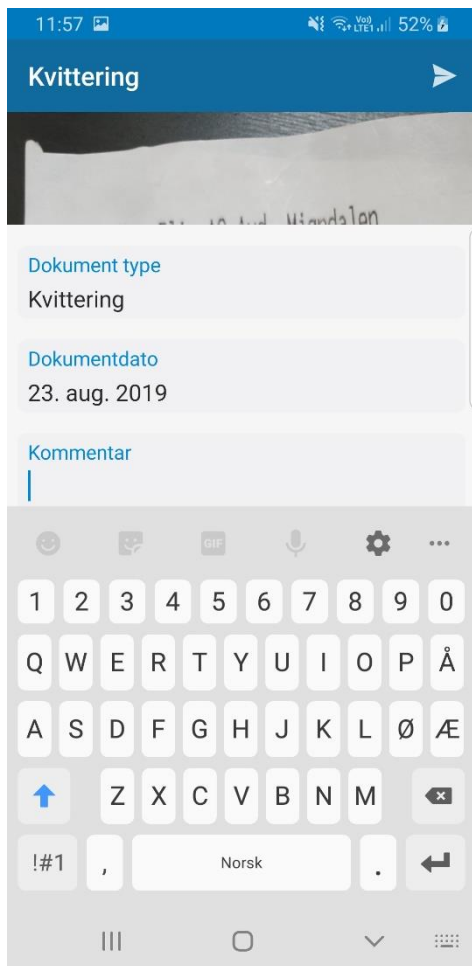 11:57 52%
Kvittering
Mjøndalen
Dokument type
Kvittering
Dokumentdato
23. aug. 2019
Kommentar
GIF
1 2 3 4 5 6 7 8 9 0
Q W E R T Y U I O P Å
A S D F G H J K L Ø Æ
Z X C V B N M
!#1 , Norsk .